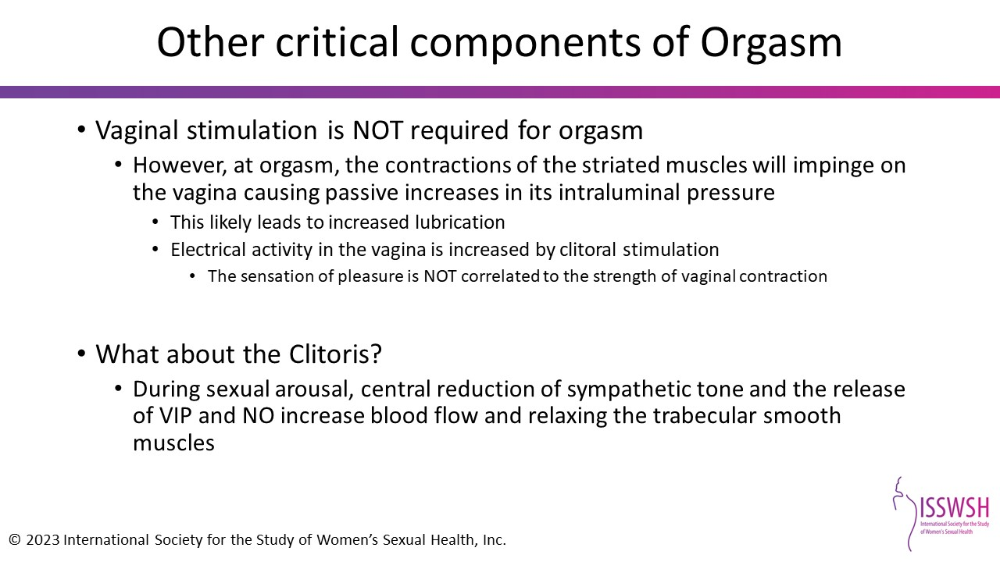 Other critical components of Orgasm
• Vaginal stimulation is NOT required for orgasm
• However, at orgasm, the contractions of the striated muscles will impinge on
the vagina causing passive increases in its intraluminal pressure
• This likely leads to increased lubrication
• Electrical activity in the vagina is increased by clitoral stimulation
• The sensation of pleasure is NOT correlated to the strength of vaginal contraction
• What about the Clitoris?
• During sexual arousal, central reduction of sympathetic tone and the release
of VIP and NO increase blood flow and relaxing the trabecular smooth
muscles
ISSWSH
International Society for the Study
of Women's Sexual Health
© 2023 International Society for the Study of Women’s Sexual Health, Inc.